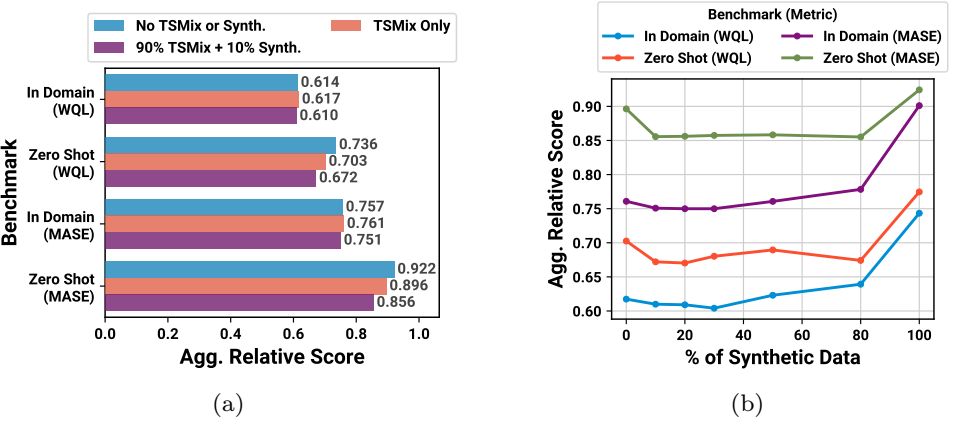 No TSMix or Synth.
TSMix Only
90% TSMix + 10% Synth.
Benchmark
In Domain
(WQL)
0.614
0.617
0.610
Zero Shot
(WQL)
0.736
0.703
0.672
In Domain
(MASE)
0.757
0.761
0.751
Zero Shot
(MASE)
0.922
0.896
0.856
0.0 0.2 0.4 0.6 0.8 1.0
Agg. Relative Score
(a)
Benchmark (Metric)
In Domain (WQL)
In Domain (MASE)
Zero Shot (WQL)
Zero Shot (MASE)
Agg. Relative Score
0.90
0.85
0.80
0.75
0.70
0.65
0.60
0 20 40 60 80 100
% of Synthetic Data
(b)